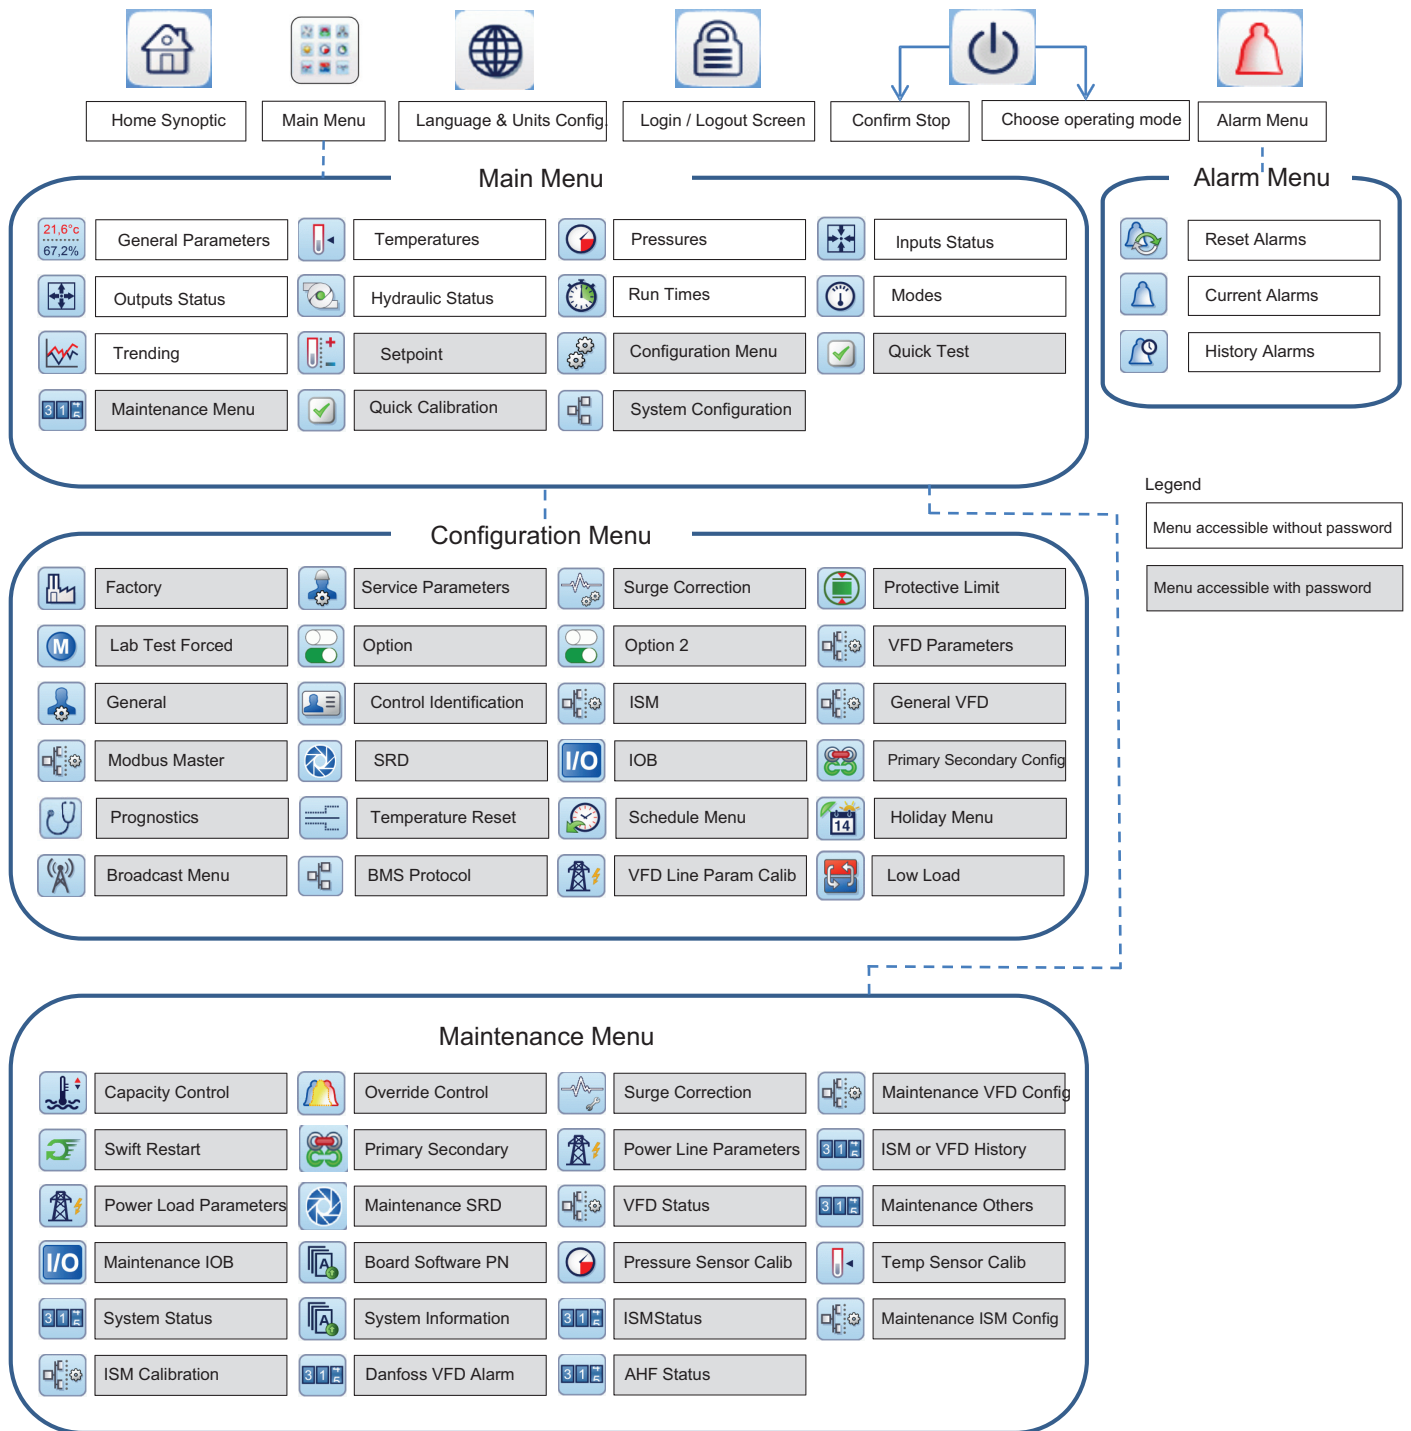 Home Synoptic
Main Menu
Language & Units Config.
Login / Logout Screen
Confirm Stop
Choose operating mode
Alarm Menu
Main Menu
21,6°c
67,2%
General Parameters
Temperatures
Pressures
Inputs Status
Outputs Status
Hydraulic Status
Run Times
Modes
Trending
Setpoint
Configuration Menu
Quick Test
Maintenance Menu
Quick Calibration
System Configuration
Alarm Menu
Reset Alarms
Current Alarms
History Alarms
Legend
Menu accessible without password
Menu accessible with password
Configuration Menu
Factory
Service Parameters
Surge Correction
Protective Limit
M
Lab Test Forced
Option
Option 2
VFD Parameters
General
Control Identification
ISM
General VFD
Modbus Master
SRD
I/O
IOB
Primary Secondary Config
Prognostics
Temperature Reset
Schedule Menu
14
Holiday Menu
Broadcast Menu
BMS Protocol
VFD Line Param Calib
Low Load
Maintenance Menu
Capacity Control
Override Control
Surge Correction
Maintenance VFD Config
Swift Restart
Primary Secondary
Power Line Parameters
ISM or VFD History
Power Load Parameters
Maintenance SRD
VFD Status
Maintenance Others
I/O
Maintenance IOB
A
Board Software PN
Pressure Sensor Calib
Temp Sensor Calib
System Status
A
System Information
ISMStatus
Maintenance ISM Config
ISM Calibration
Danfoss VFD Alarm
AHF Status